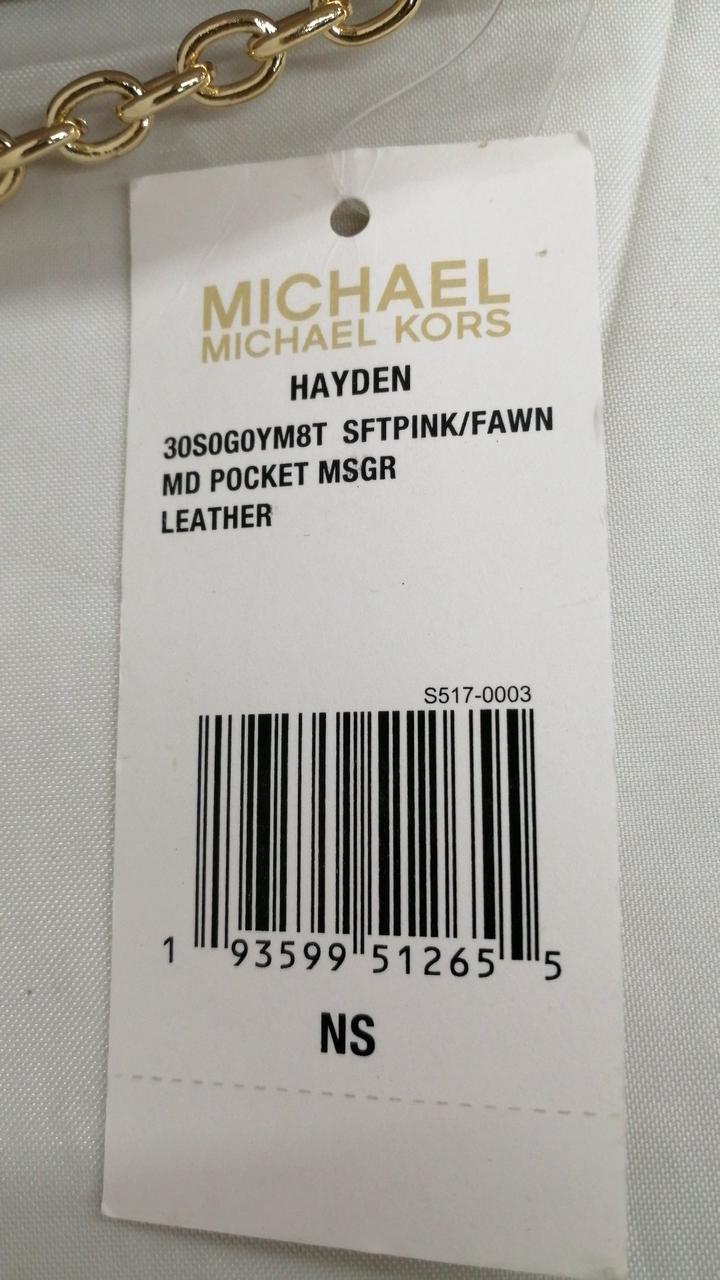 MICHAEL
MICHAEL KORS
HAYDEN
30S0G0YM8T SFTPINK/FAWN
MD POCKET MSGR
LEATHER
S517-0003
1 93599 51265 5
NS